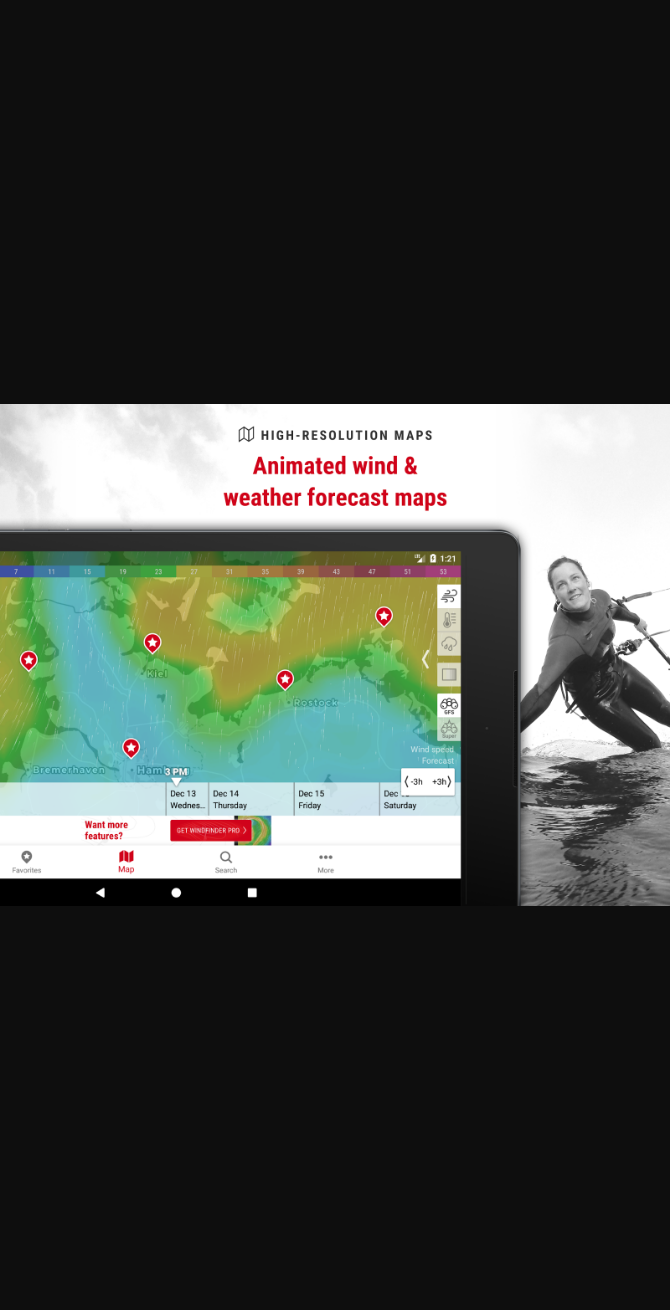 HIGH-RESOLUTION MAPS
Animated wind &
weather forecast maps
1:21
7 11 15 19 23 27 31 35 39 43 47 51 53
Kiel
Rostock
GFS
Super
Bremerhaven
3 PM
Wind speed
Forecast
-3h +3h
Dec 13 Dec 14 Dec 15 Dec
Wednes... Thursday Friday Saturday
Want more
features?
GET WINDFINDER PRO
Favorites Map Search More